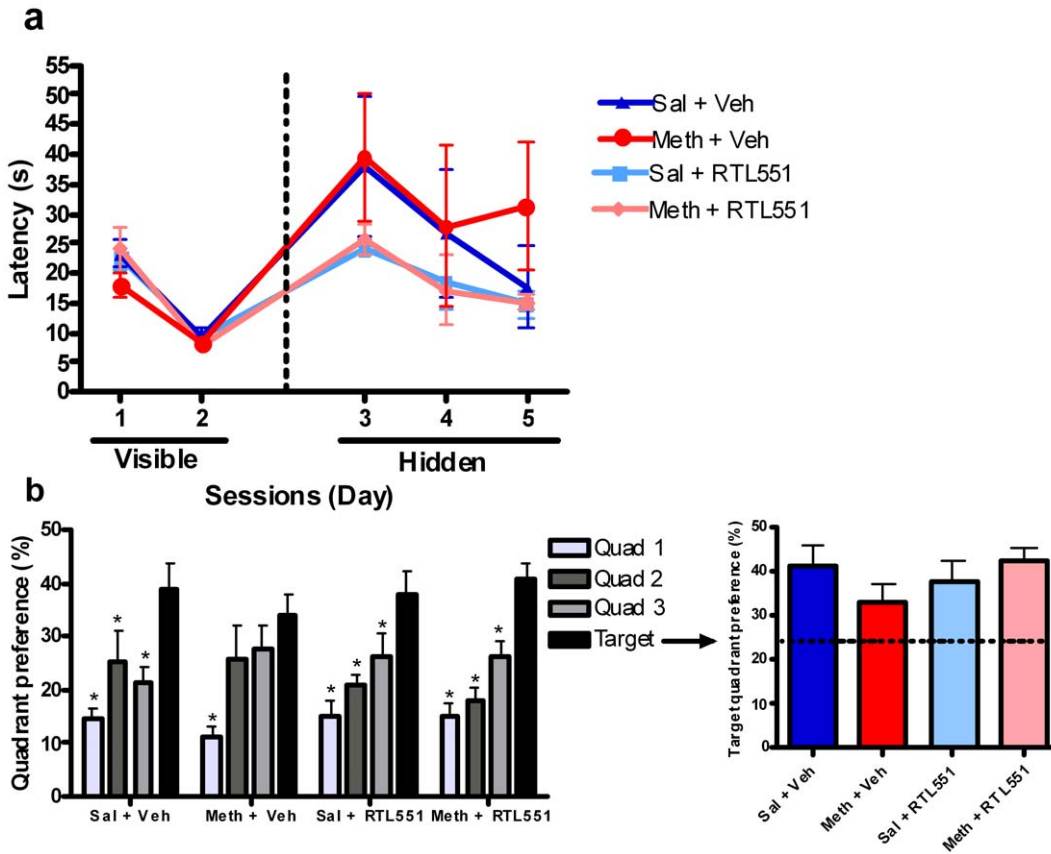 a
Latency (s)
55
50
45
40
35
30
25
20
15
10
5
0
1 2 3 4 5
Visible Hidden
Sessions (Day)
Sal + Veh
Meth + Veh
Sal + RTL551
Meth + RTL551
b
Quadrant preference (%)
50
40
30
20
10
0
* * *
*
* * *
* * *
Sal + Veh Meth + Veh Sal + RTL551 Meth + RTL551
Quad 1
Quad 2
Quad 3
Target
Target quadrant preference (%)
50
40
30
20
10
0
Sal + Veh
Meth + Veh
Sal + RTL551
Meth + RTL551